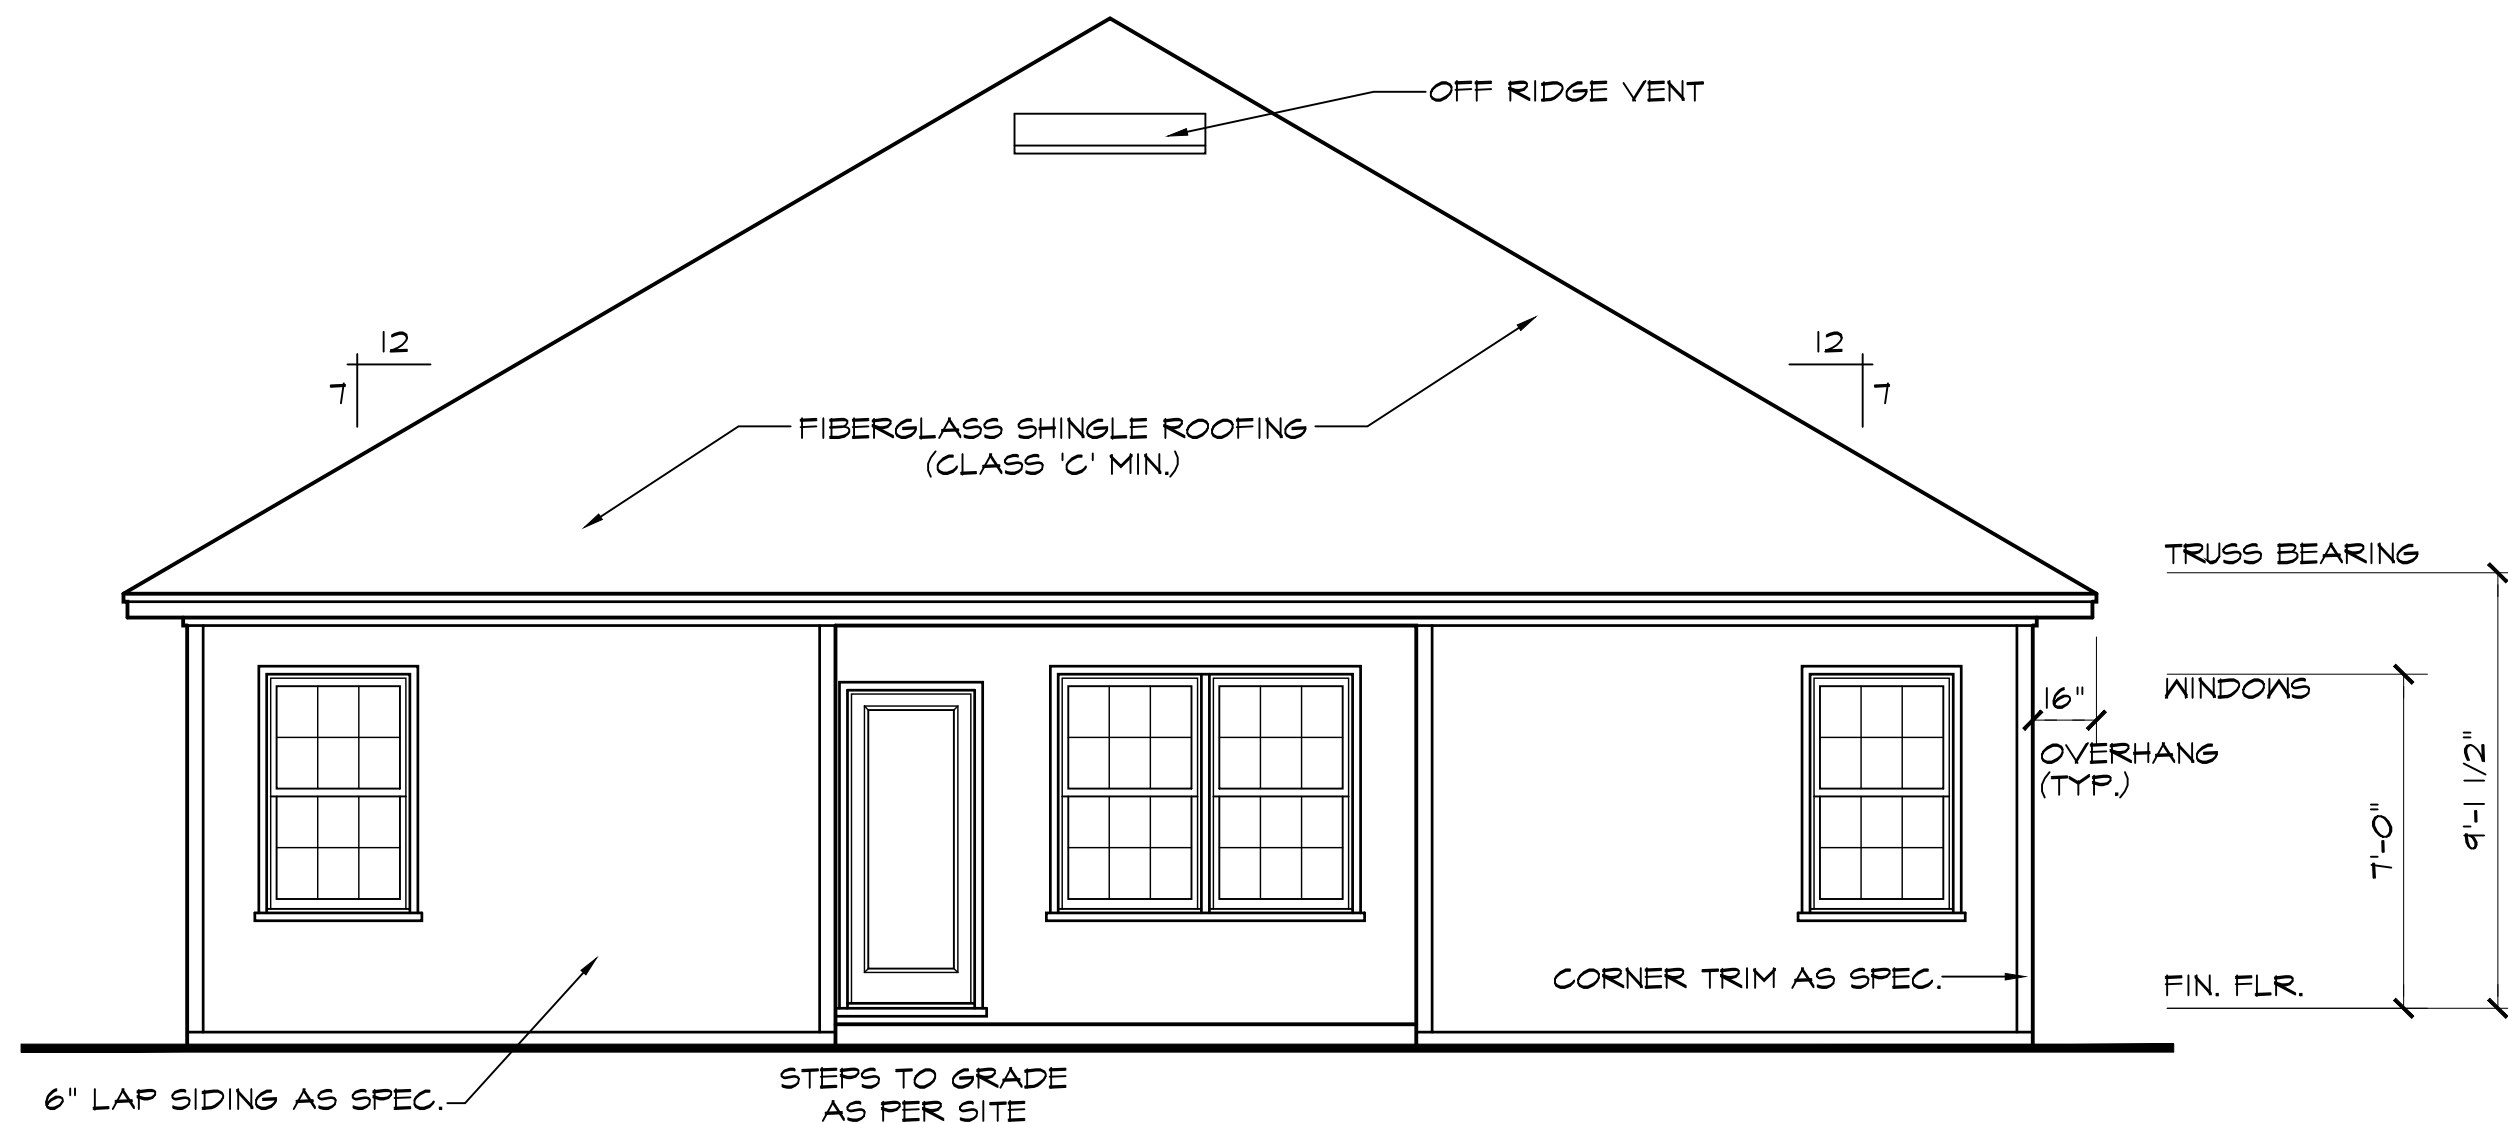 OFF RIDGE VENT
12
7
12
7
FIBERGLASS SHINGLE ROOFING
(CLASS 'C' MIN.)
TRUSS BEARING
WINDOWS
16"
OVERHANG
(TYP.)
7'-0"
9'-1 1/2"
CORNER TRIM AS SPEC.
FIN. FLR.
6" LAP SIDING AS SPEC.
STEPS TO GRADE
AS PER SITE